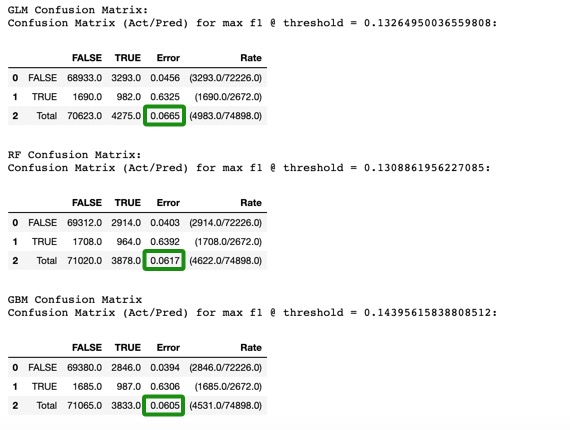 GLM Confusion Matrix:
Confusion Matrix (Act/Pred) for max f1 @ threshold = 0.13264950036559808:
FALSE TRUE Error Rate
0 FALSE 68933.0 3293.0 0.0456 (3293.0/72226.0)
1 TRUE 1690.0 982.0 0.6325 (1690.0/2672.0)
2 Total 70623.0 4275.0 0.0665 (4983.0/74898.0)
RF Confusion Matrix:
Confusion Matrix (Act/Pred) for max f1 @ threshold = 0.1308861956227085:
FALSE TRUE Error Rate
0 FALSE 69312.0 2914.0 0.0403 (2914.0/72226.0)
1 TRUE 1708.0 964.0 0.6392 (1708.0/2672.0)
2 Total 71020.0 3878.0 0.0617 (4622.0/74898.0)
GBM Confusion Matrix
Confusion Matrix (Act/Pred) for max f1 @ threshold = 0.14395615838808512:
FALSE TRUE Error Rate
0 FALSE 69380.0 2846.0 0.0394 (2846.0/72226.0)
1 TRUE 1685.0 987.0 0.6306 (1685.0/2672.0)
2 Total 71065.0 3833.0 0.0605 (4531.0/74898.0)